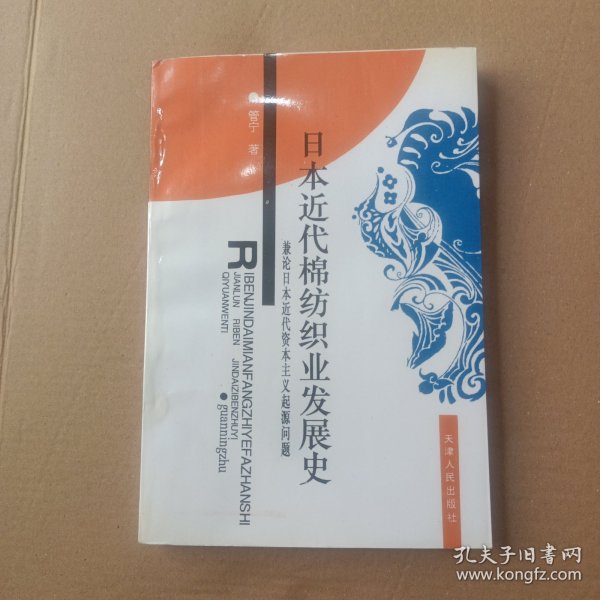 管宁 著
日本近代棉纺织业发展史
兼论日本近代资本主义起源问题
RIBENJINDAIMIANFANGZHIYEFAZHANSHI
JIANLUN RIBEN JINDAIZIBENZHUYI
QIYUANWENTI
●guanningzhu
天津人民出版社
孔夫子旧书网
www.kongfz.com